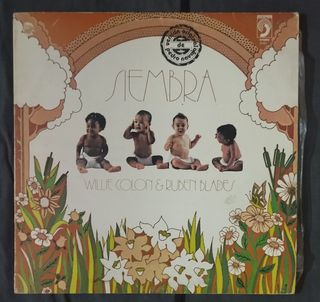 SIEMBRA
WILLIE COLON & RUBEN BLADES